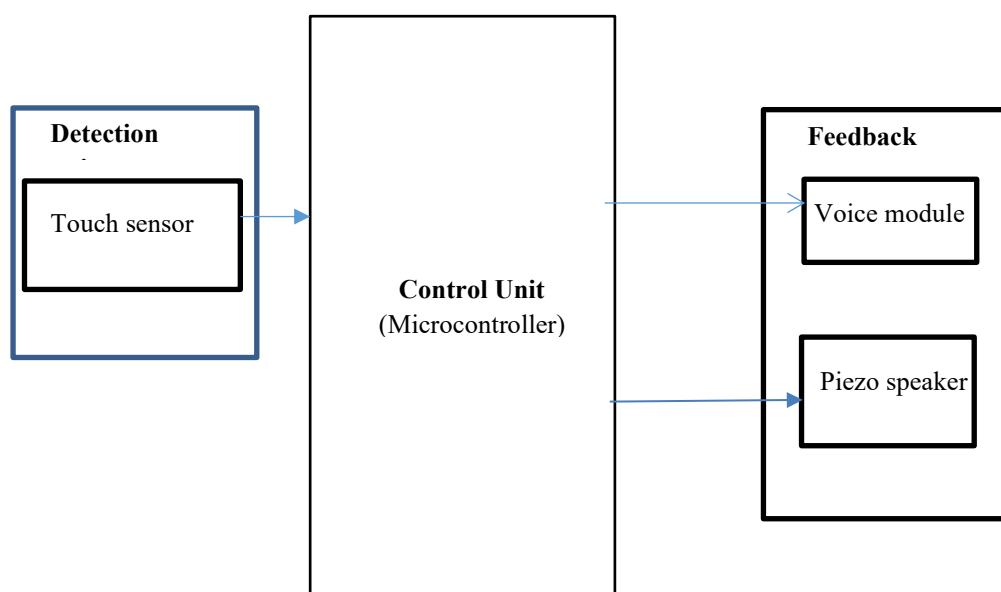 Detection
Touch sensor
Control Unit
(Microcontroller)
Feedback
Voice module
Piezo speaker